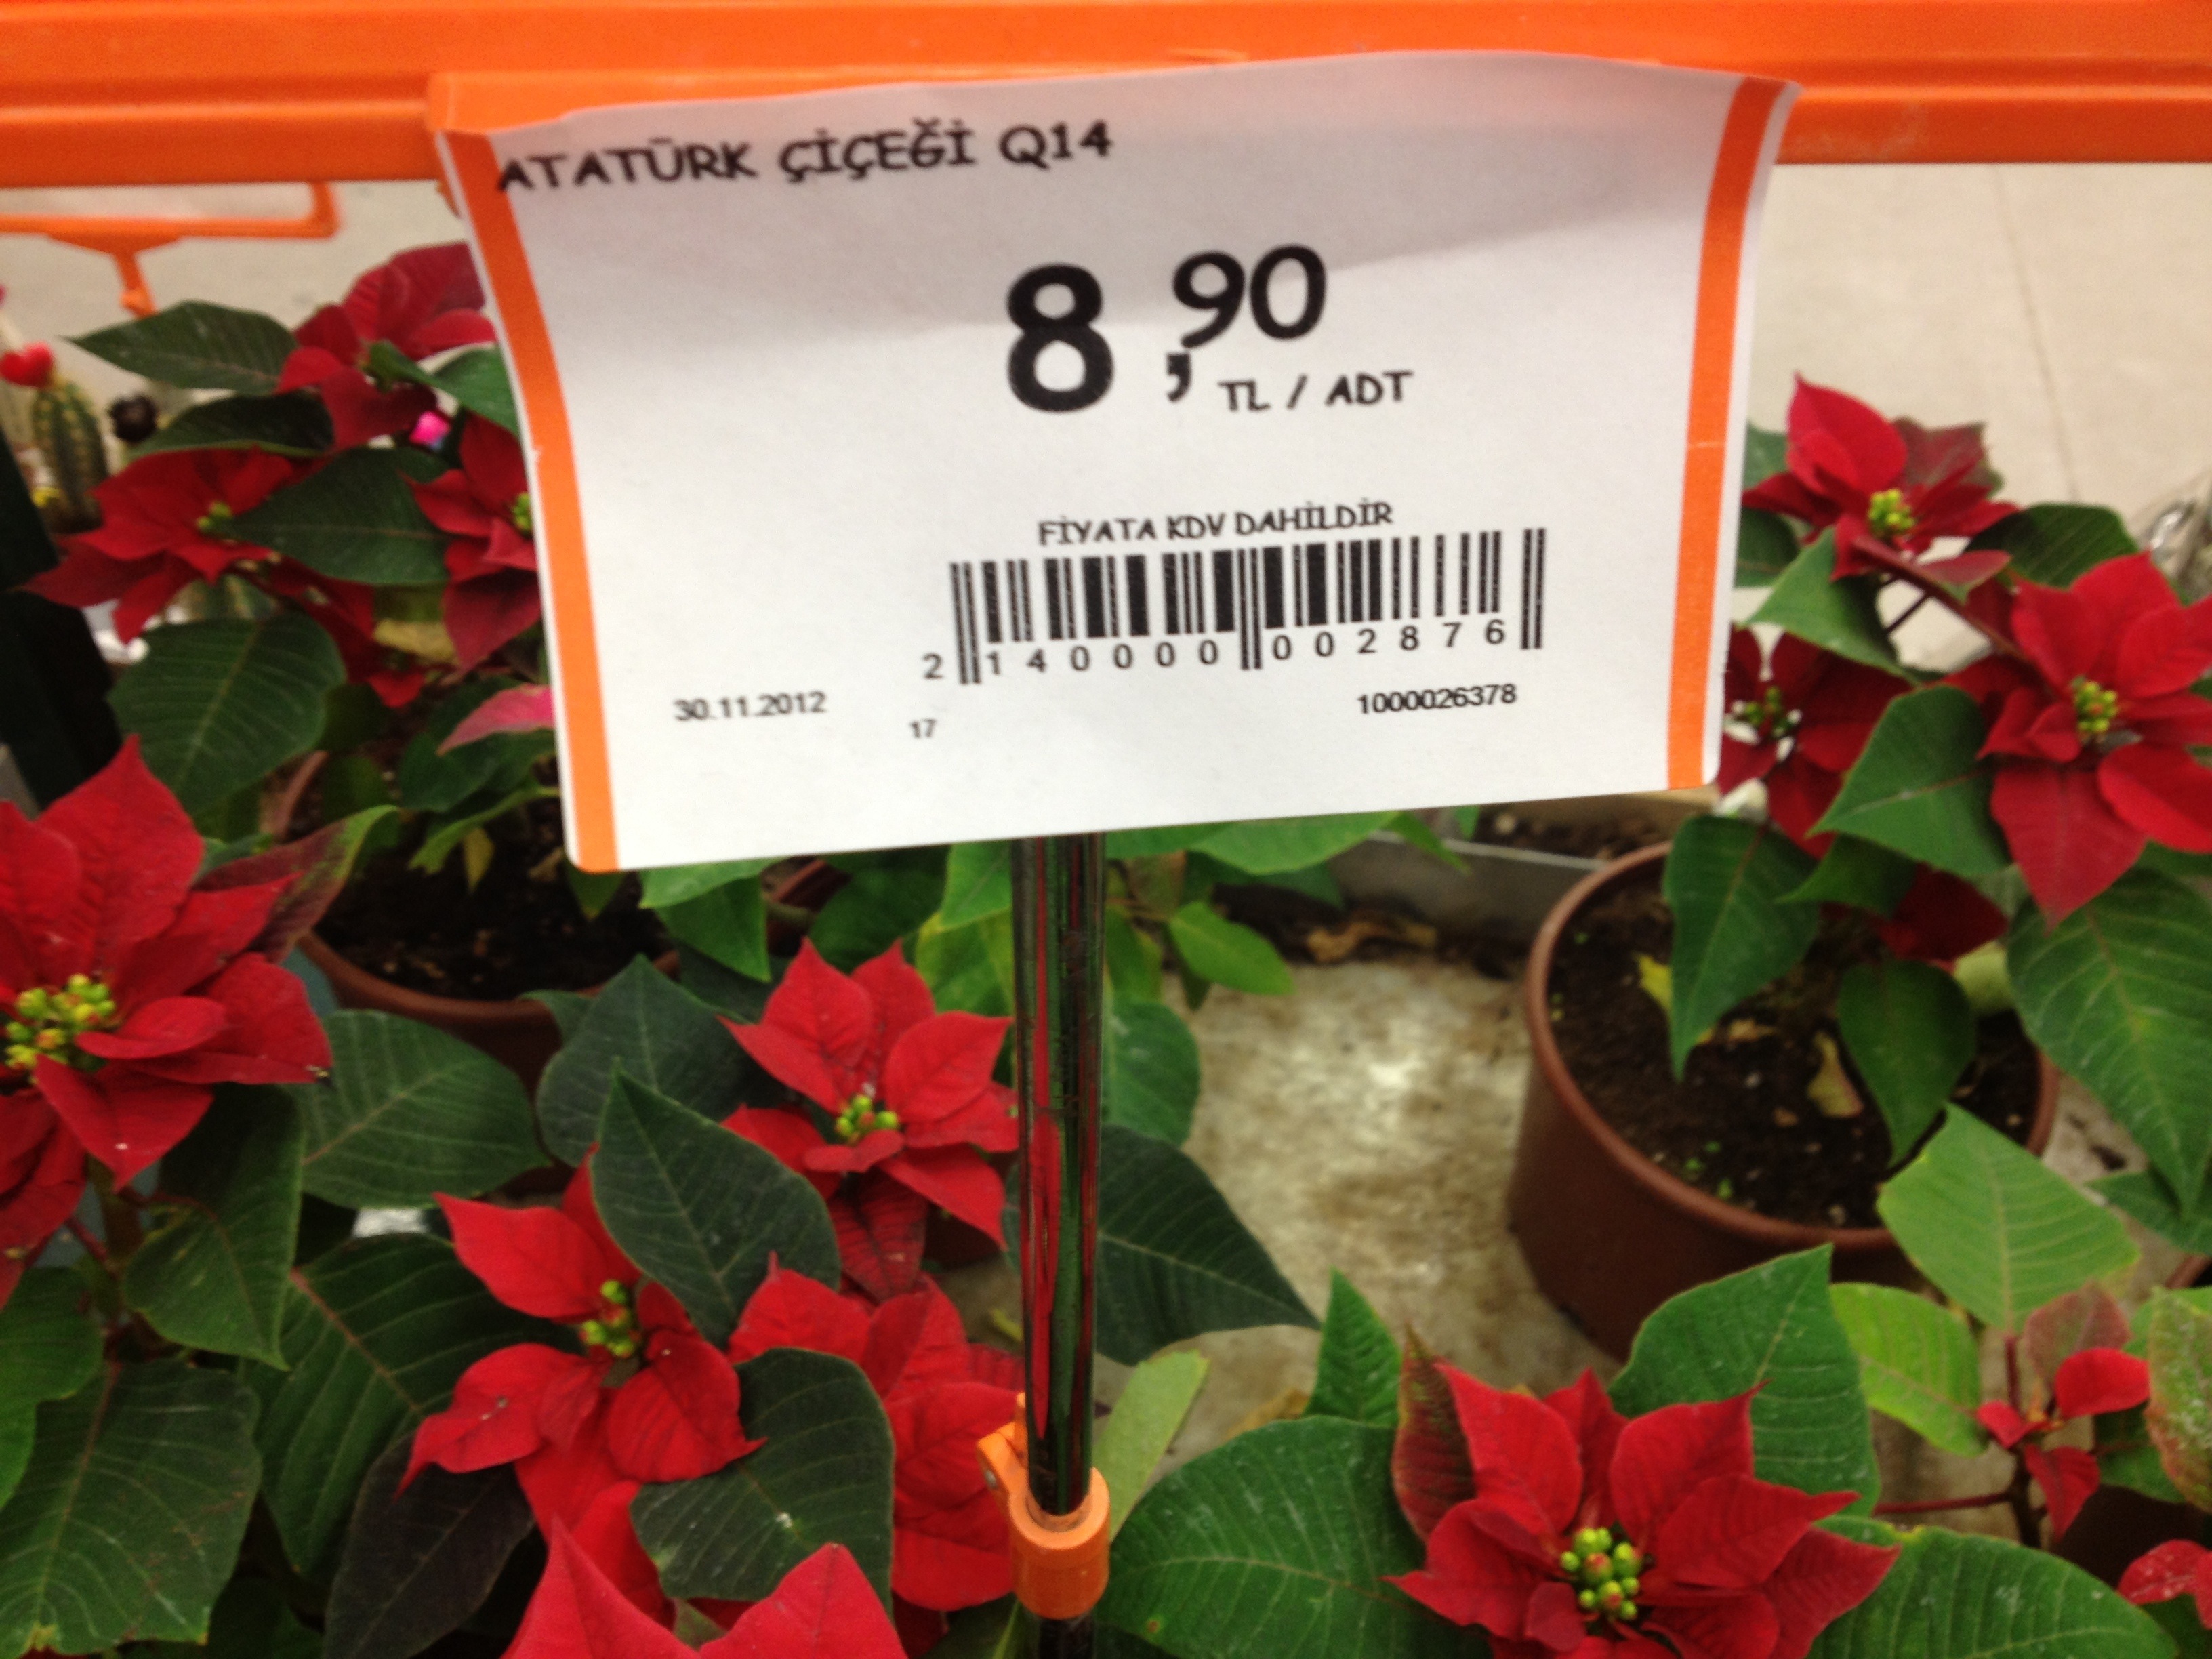 ATATÜRK ÇİÇEĞİ Q14
8,90
TL / ADT
FİYATA KDV DAHİLDİR
2 140000 002876
30.11.2012
17
1000026378